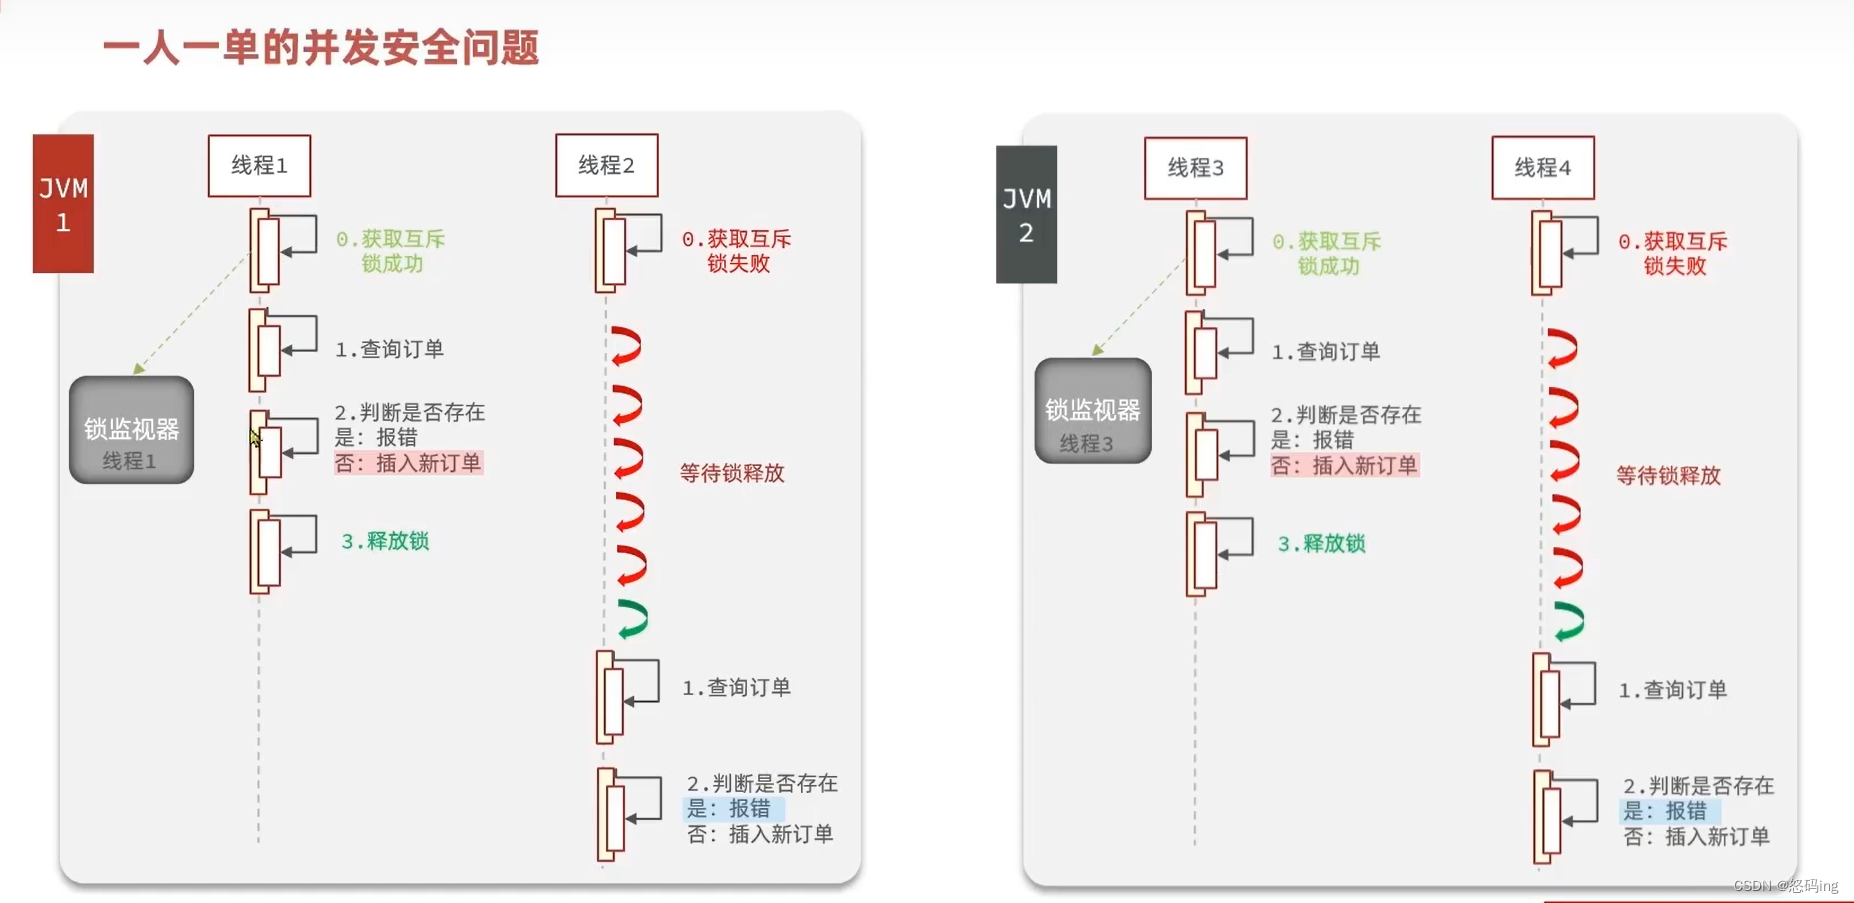 一人一单的并发安全问题
JVM
1
线程1
0.获取互斥
锁成功
1.查询订单
锁监视器
线程1
2.判断是否存在
是：报错
否：插入新订单
3.释放锁
线程2
0.获取互斥
锁失败
等待锁释放
1.查询订单
2.判断是否存在
是：报错
否：插入新订单
JVM
2
线程3
0.获取互斥
锁成功
1.查询订单
锁监视器
线程3
2.判断是否存在
是：报错
否：插入新订单
3.释放锁
线程4
0.获取互斥
锁失败
等待锁释放
1.查询订单
2.判断是否存在
是：报错
否：插入新订单
CSDN @怒码ing